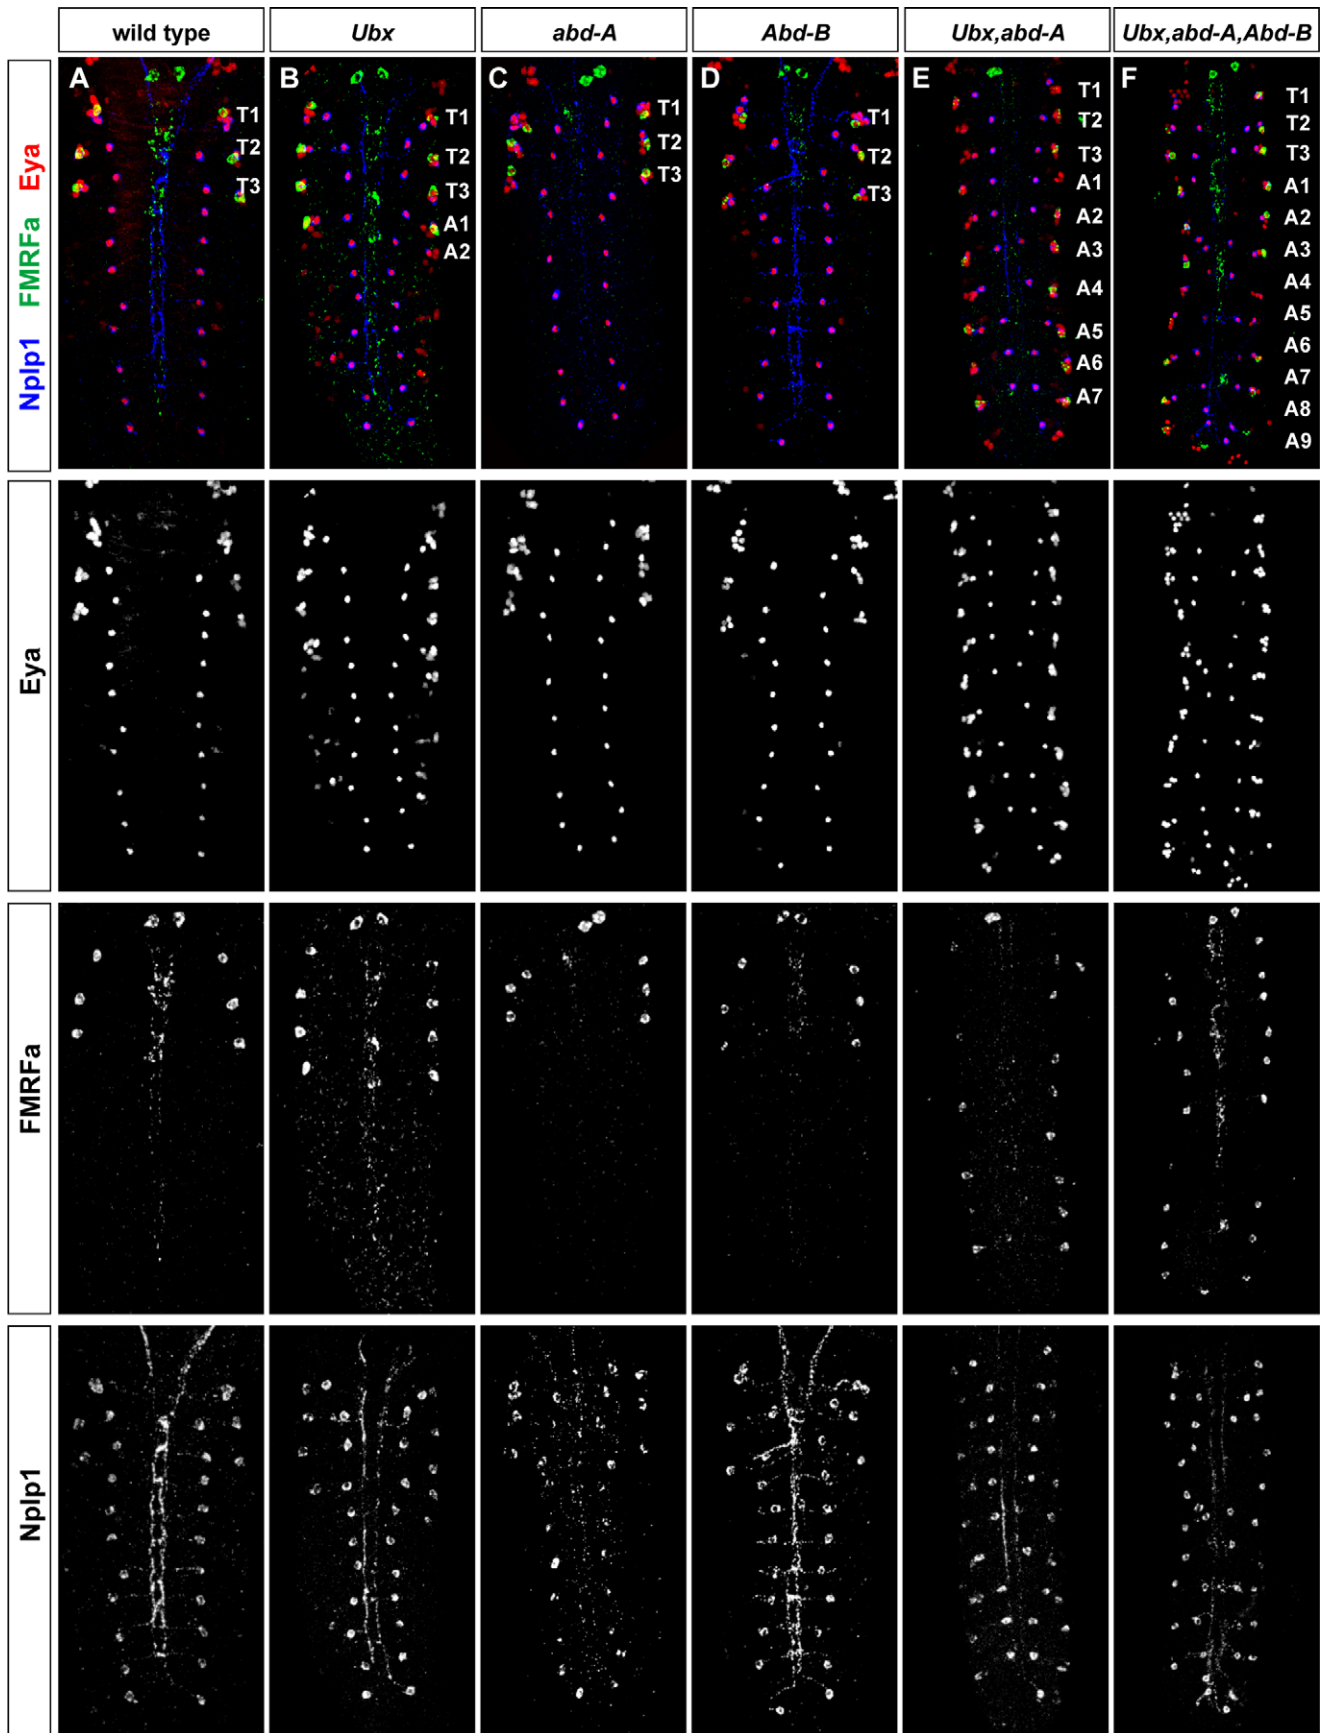 wild type
Ubx
abd-A
Abd-B
Ubx,abd-A
Ubx,abd-A,Abd-B
Nplp1 FMRFa Eya
A
T1
T2
T3
B
T1
T2
T3
A1
A2
C
T1
T2
T3
D
T1
T2
T3
E
T1
T2
T3
A1
A2
A3
A4
A5
A6
A7
F
T1
T2
T3
A1
A2
A3
A4
A5
A6
A7
A8
A9
Eya
FMRFa
Nplp1